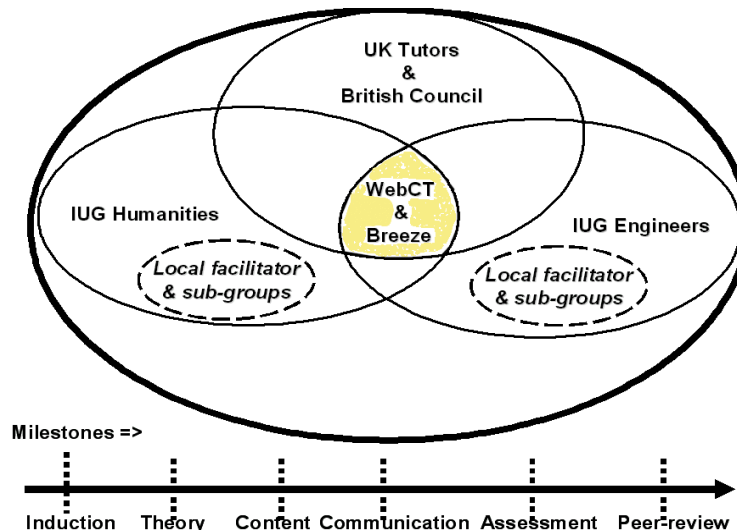 UK Tutors
&
British Council
WebCT
&
Breeze
IUG Humanities
IUG Engineers
Local facilitator
& sub-groups
Local facilitator
& sub-groups
Milestones =>
Induction Theory Content Communication Assessment Peer-review